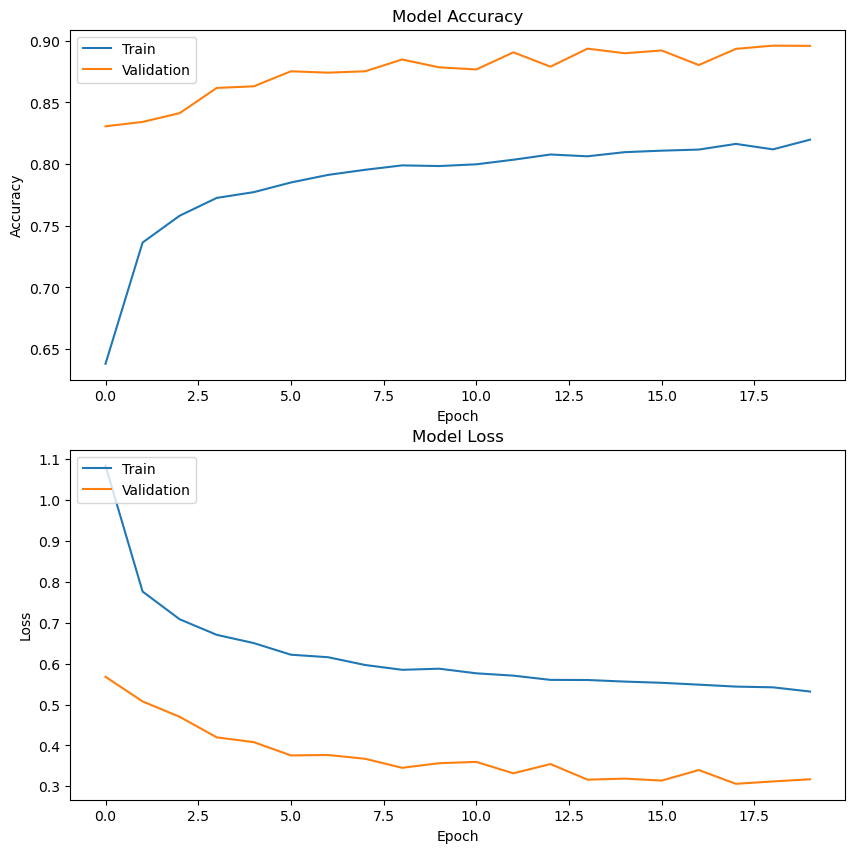 Model Accuracy
Train
Validation
0.90
0.85
0.80
0.75
0.70
0.65
Accuracy
0.0 2.5 5.0 7.5 10.0 12.5 15.0 17.5
Epoch
Model Loss
Train
Validation
1.1
1.0
0.9
0.8
0.7
0.6
0.5
0.4
0.3
Loss
0.0 2.5 5.0 7.5 10.0 12.5 15.0 17.5
Epoch